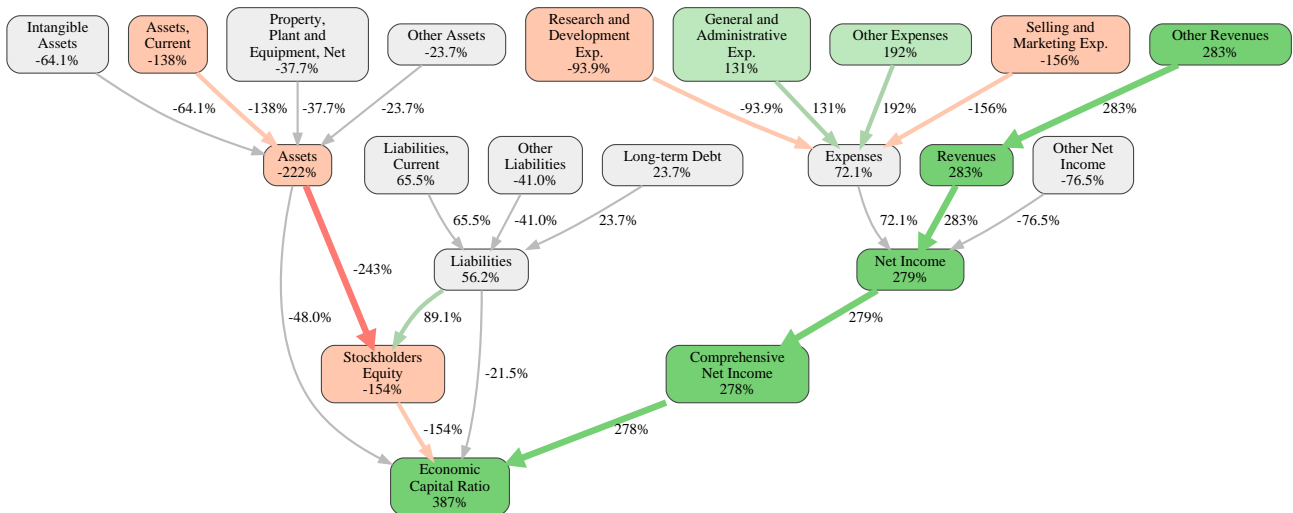 Intangible
Assets
-64.1%
Assets,
Current
-138%
Property,
Plant and
Equipment, Net
-37.7%
Other Assets
-23.7%
Research and
Development
Exp.
-93.9%
General and
Administrative
Exp.
131%
Other Expenses
192%
Selling and
Marketing Exp.
-156%
Other Revenues
283%
-64.1%
-138%
-37.7%
-23.7%
-93.9%
131%
192%
-156%
283%
Assets
-222%
Liabilities,
Current
65.5%
Other
Liabilities
-41.0%
Long-term Debt
23.7%
Expenses
72.1%
Revenues
283%
Other Net
Income
-76.5%
65.5%
-41.0%
23.7%
72.1%
283%
-76.5%
-243%
Liabilities
56.2%
Net Income
279%
-48.0%
89.1%
279%
Stockholders
Equity
-154%
-21.5%
Comprehensive
Net Income
278%
-154%
278%
Economic
Capital Ratio
387%